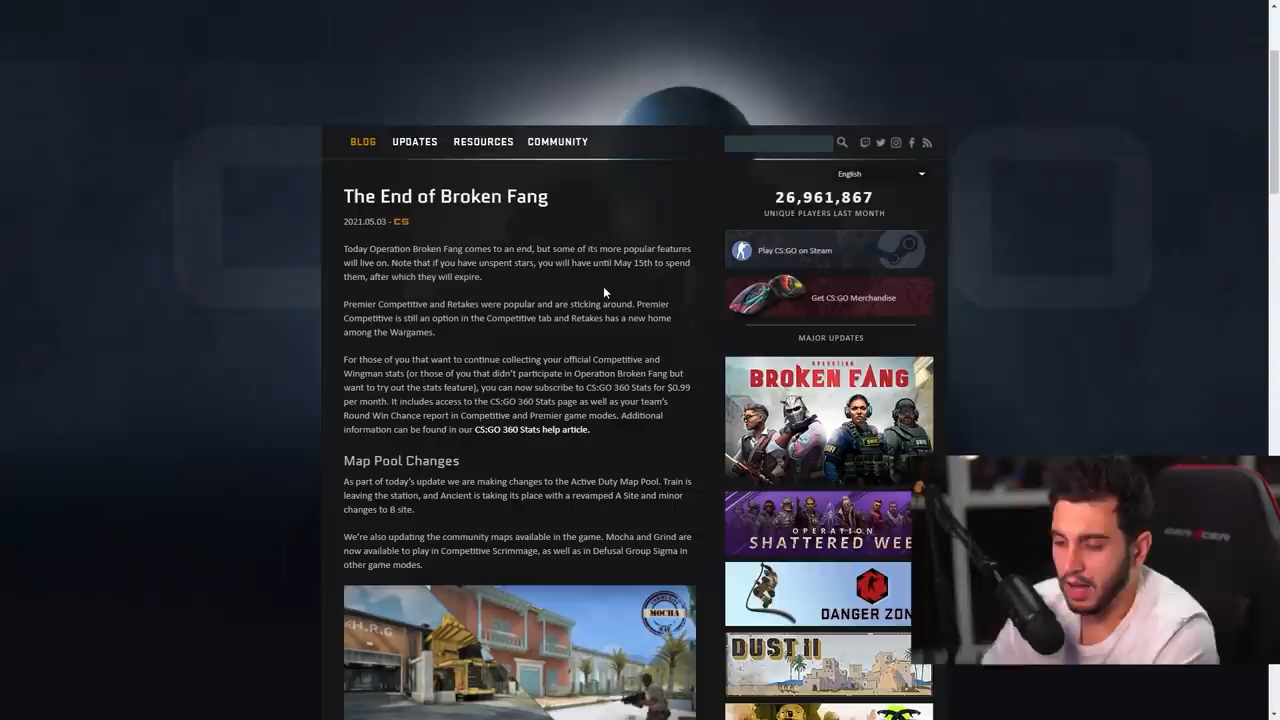 BLOG UPDATES RESOURCES COMMUNITY
English
The End of Broken Fang
2021.05.03 - CS
Today Operation Broken Fang comes to an end, but some of its more popular features
will live on. Note that if you have unspent stars, you will have until May 15th to spend
them, after which they will expire.
Premier Competitive and Retakes were popular and are sticking around. Premier
Competitive is still an option in the Competitive tab and Retakes has a new home
among the Wargames.
For those of you that want to continue collecting your official Competitive and
Wingman stats (or those of you that didn't participate in Operation Broken Fang but
want to try out the stats feature), you can now subscribe to CS:GO 360 Stats for $0.99
per month. It includes access to the CS:GO 360 Stats page as well as your team's
Round Win Chance report in Competitive and Premier game modes. Additional
information can be found in our CS:GO 360 Stats help article.
Map Pool Changes
As part of today's update we are making changes to the Active Duty Map Pool. Train is
leaving the station, and Ancient is taking its place with a revamped A Site and minor
changes to B site.
We're also updating the community maps available in the game. Mocha and Grind are
now available to play in Competitive Scrimmage, as well as in Defusal Group Sigma in
other game modes.
H.R.G
MOCHA
26,961,867
UNIQUE PLAYERS LAST MONTH
Play CS:GO on Steam
Get CS:GO Merchandise
MAJOR UPDATES
OPERATION
BROKEN FANG
OPERATION
SHATTERED WEB
DANGER ZON
DUST II